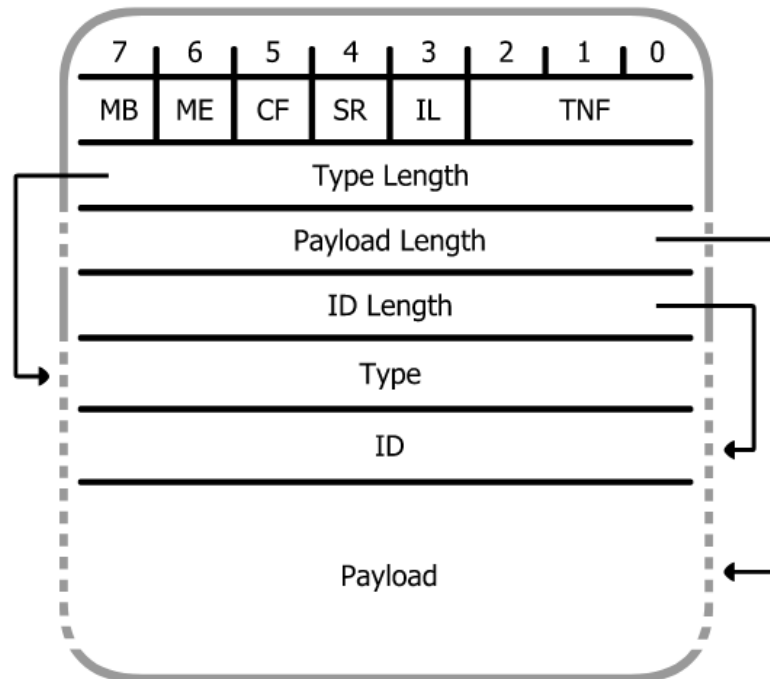 7 6 5 4 3 2 1 0
MB ME CF SR IL TNF
Type Length
Payload Length
ID Length
Type
ID
Payload